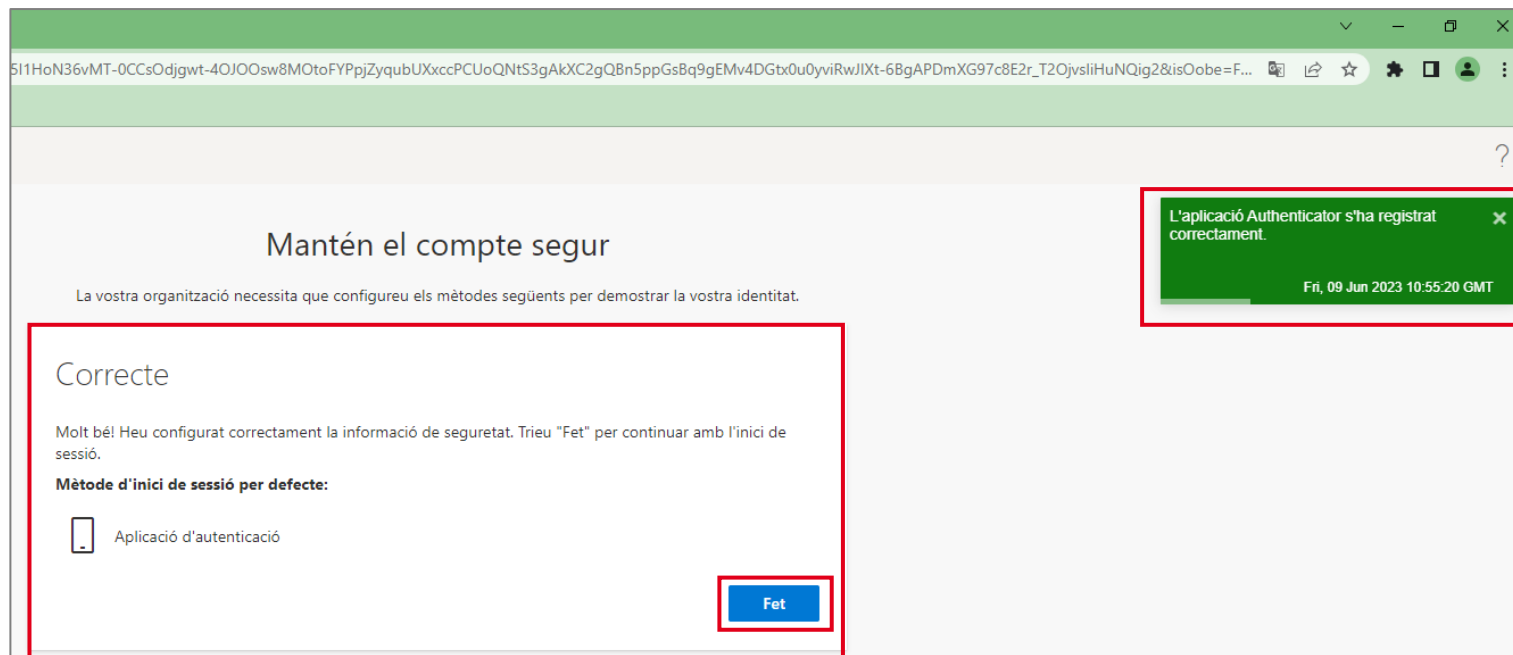 5I1HoN36vMT-0CCsOdjgwt-4OJOOsw8MOtoFYPpjZyqubUXxccPCUoQNtS3gAkXC2gQBn5ppGsBq9gEMv4DGtx0u0yviRwJIXt-6BgAPDmXG97c8E2r_T2OjvsliHuNQig2&isOobe=F...
?
L'aplicació Authenticator s'ha registrat
correctament.
Fri, 09 Jun 2023 10:55:20 GMT
Mantén el compte segur
La vostra organització necessita que configureu els mètodes següents per demostrar la vostra identitat.
Correcte
Molt bé! Heu configurat correctament la informació de seguretat. Trieu "Fet" per continuar amb l'inici de
sessió.
Mètode d'inici de sessió per defecte:
Aplicació d'autenticació
Fet